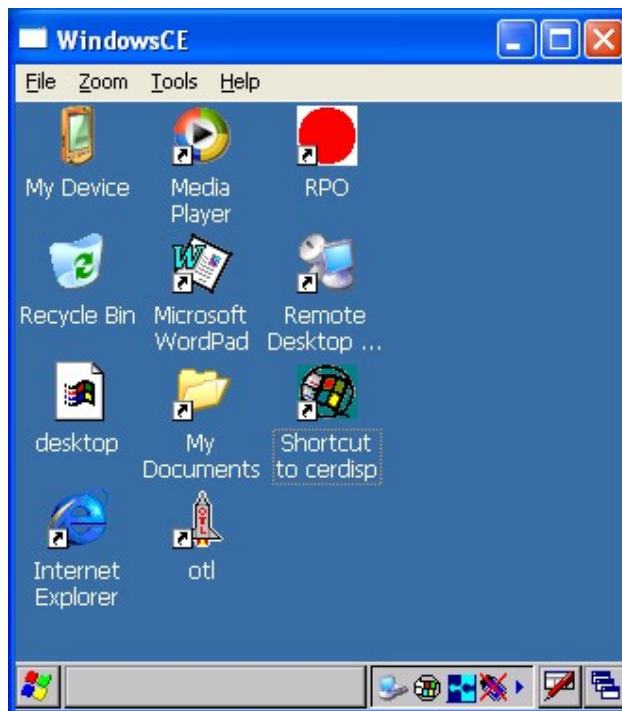 WindowsCE
File Zoom Tools Help
My Device
Media
Player
RPO
Recycle Bin
Microsoft
WordPad
Remote
Desktop ...
desktop
My
Documents
Shortcut
to cerdisp
Internet
Explorer
otl